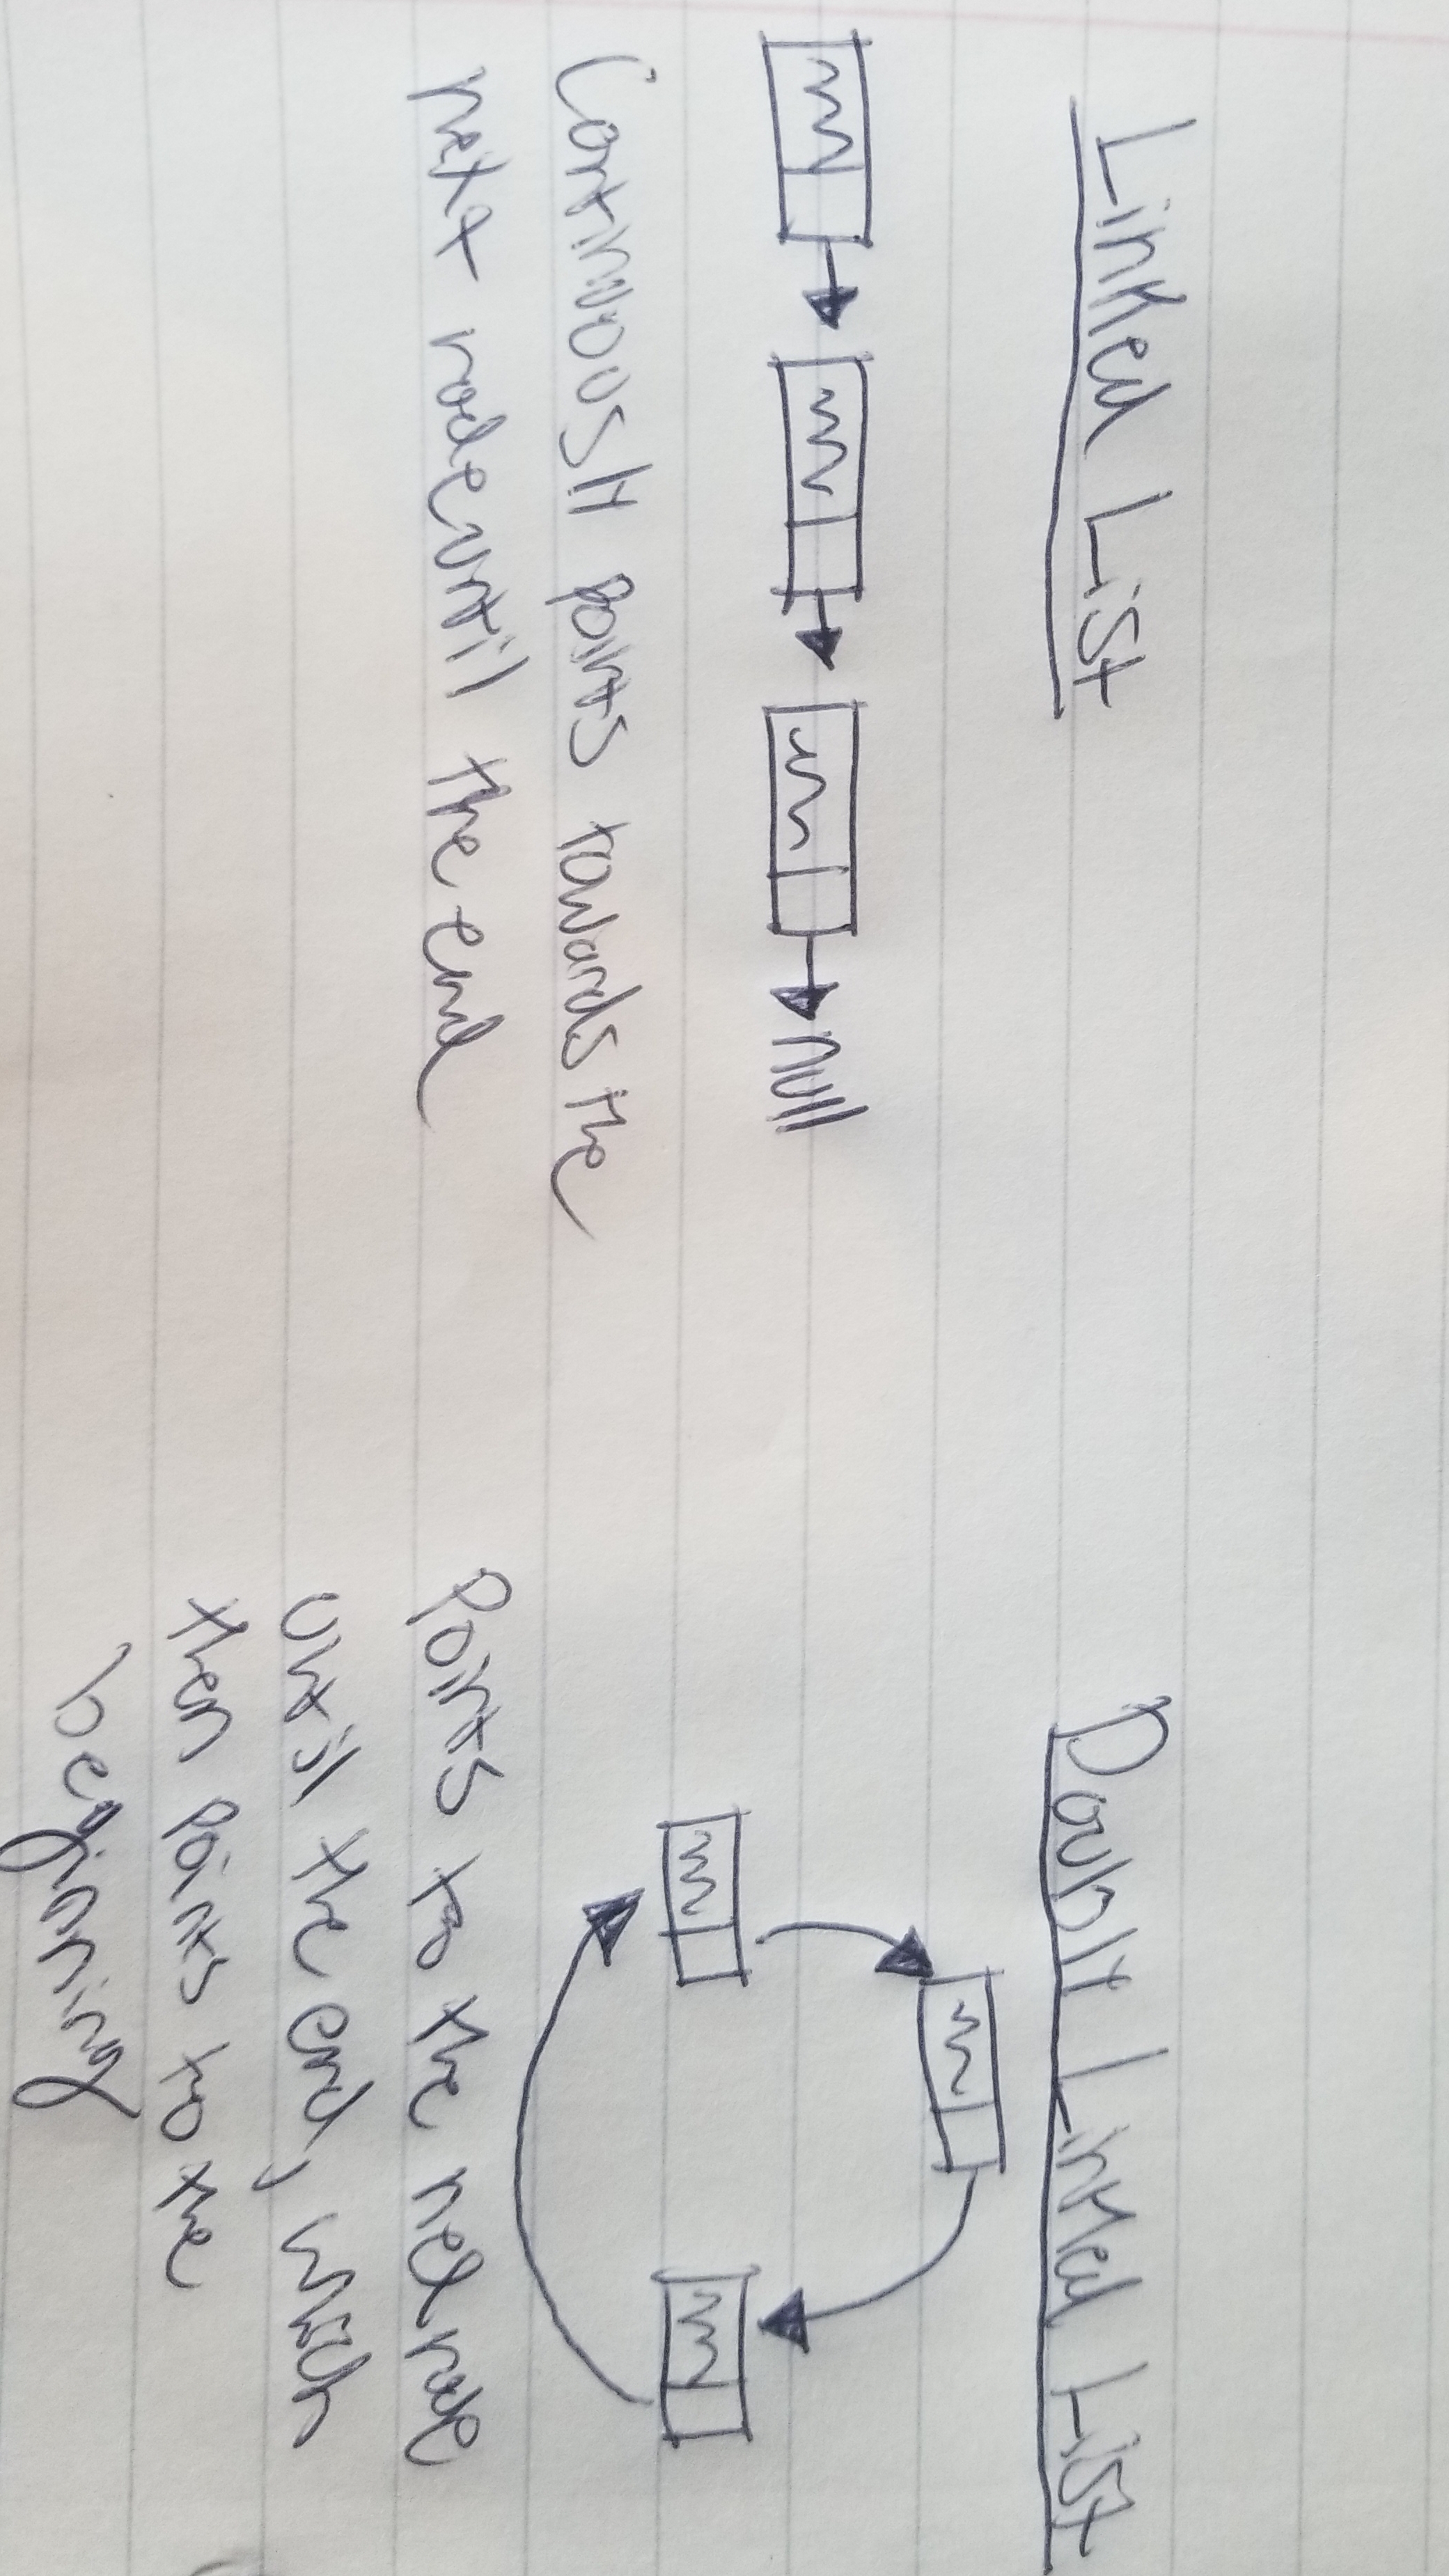 Linked List
null
Continuously points towards the
next node until the end
Doubly Linked List
Points to the nex node
until the end, which
then points to the
beginning